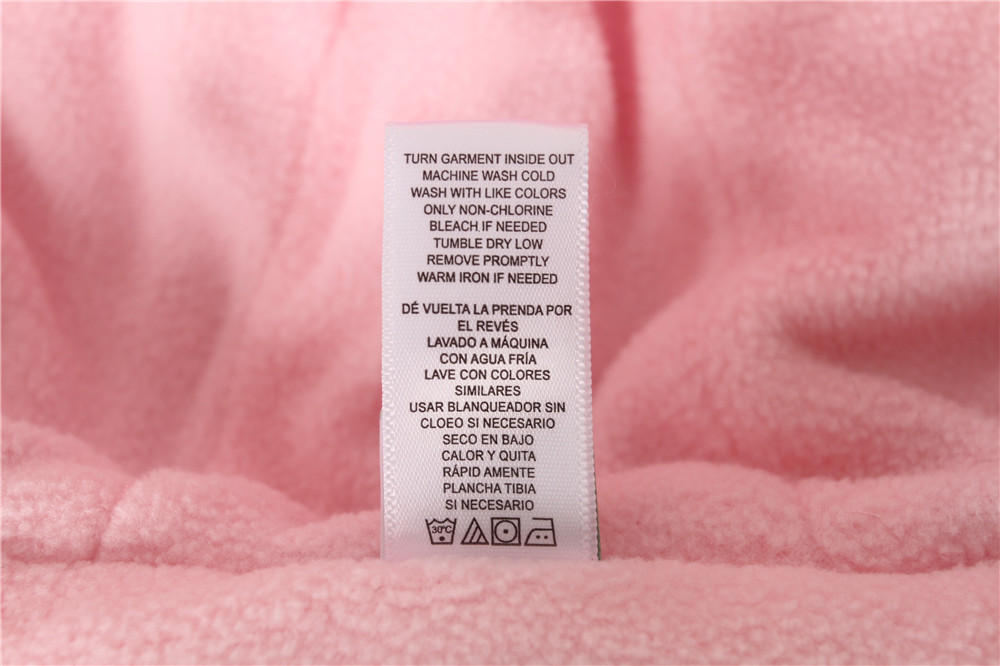 TURN GARMENT INSIDE OUT
MACHINE WASH COLD
WASH WITH LIKE COLORS
ONLY NON-CHLORINE
BLEACH IF NEEDED
TUMBLE DRY LOW
REMOVE PROMPTLY
WARM IRON IF NEEDED
DÉ VUELTA LA PRENDA POR
EL REVÉS
LAVADO A MÁQUINA
CON AGUA FRÍA
LAVE CON COLORES
SIMILARES
USAR BLANQUEADOR SIN
CLOEO SI NECESARIO
SECO EN BAJO
CALOR Y QUITA
RÁPID AMENTE
PLANCHA TIBIA
SI NECESARIO
30°C